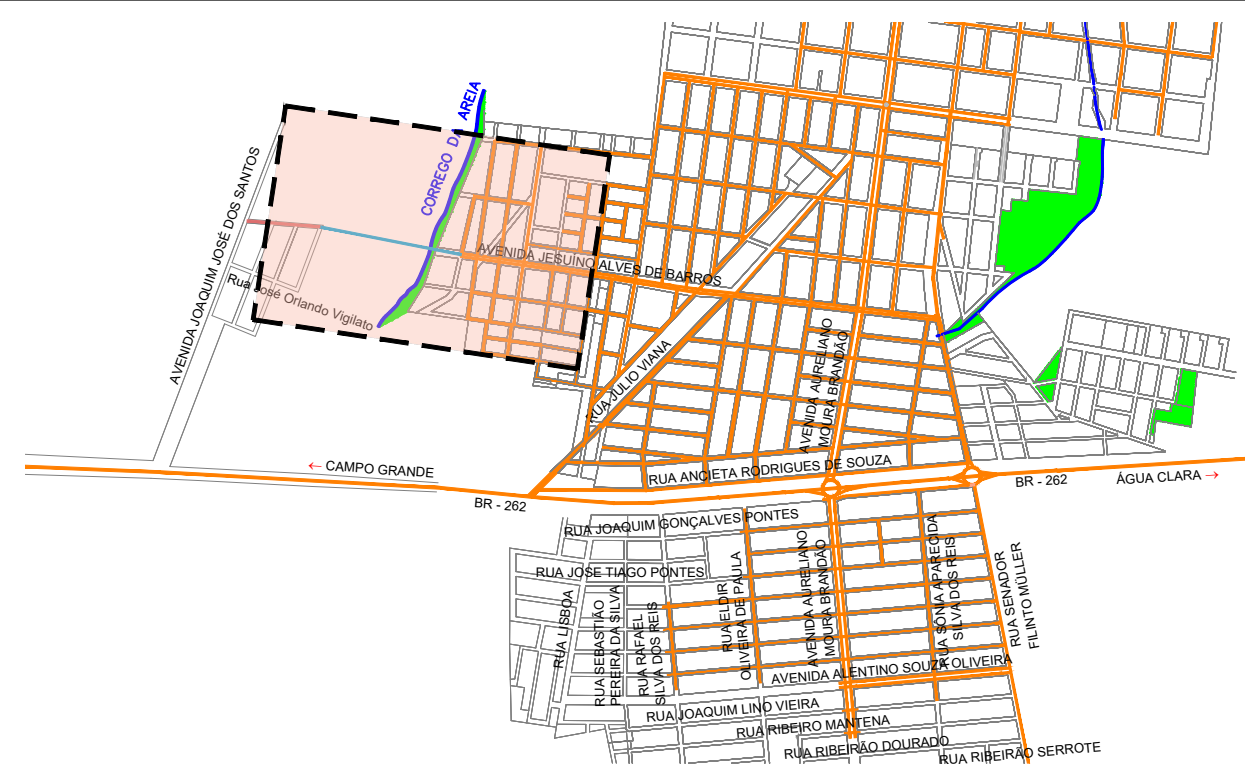 CORREGO DA AREIA
AVENIDA JOAQUIM JOSÉ DOS SANTOS
AVENIDA JESUÍNO ALVES DE BARROS
Rua José Orlando Vigilato
RUA JULIO VIANA
AVENIDA AURELIANO
MOURA BRANDÃO
← CAMPO GRANDE
RUA ANCIETA RODRIGUES DE SOUZA
BR - 262
BR - 262
ÁGUA CLARA →
RUA JOAQUIM GONÇALVES PONTES
RUA JOSE TIAGO PONTES
RUA LISBOA
RUA SEBASTIÃO
PEREIRA DA SILVA
RUA RAFAEL
SILVA DOS REIS
RUA ELDIR
OLIVEIRA DE PAULA
AVENIDA AURELIANO
MOURA BRANDÃO
RUA SÔNIA APARECIDA
SILVA DOS REIS
RUA SENADOR
FILINTO MÜLLER
AVENIDA ALENTINO SOUZA OLIVEIRA
RUA JOAQUIM LINO VIEIRA
RUA RIBEIRO MANTENA
RUA RIBEIRÃO DOURADO
RUA RIBEIRÃO SERROTE